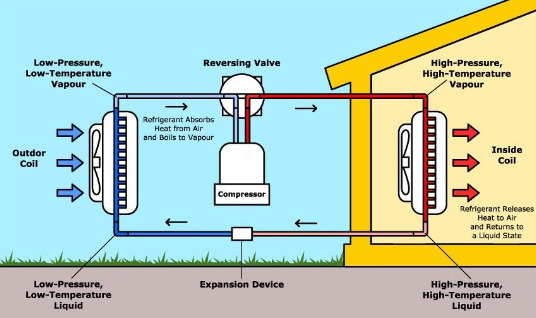 Low-Pressure,
Low-Temperature
Vapour
Reversing Valve
High-Pressure,
High-Temperature
Vapour
Refrigerant Absorbs
Heat from Air
and Boils to Vapour
Outdor
Coil
Compressor
Inside
Coil
Refrigerant Releases
Heat to Air
and Returns to
a Liquid State
Low-Pressure,
Low-Temperature
Liquid
Expansion Device
High-Pressure,
High-Temperature
Liquid